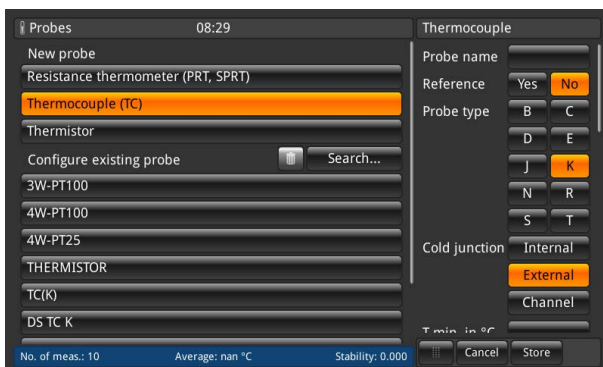 Probes 08:29
New probe
Resistance thermometer (PRT, SPRT)
Thermocouple (TC)
Thermistor
Configure existing probe Search...
3W-PT100
4W-PT100
4W-PT25
THERMISTOR
TC(K)
DS TC K
No. of meas.: 10 Average: nan °C Stability: 0.000
Thermocouple
Probe name
Reference Yes No
Probe type B C
D E
J K
N R
S T
Cold junction Internal
External
Channel
T min. in °C
Cancel Store